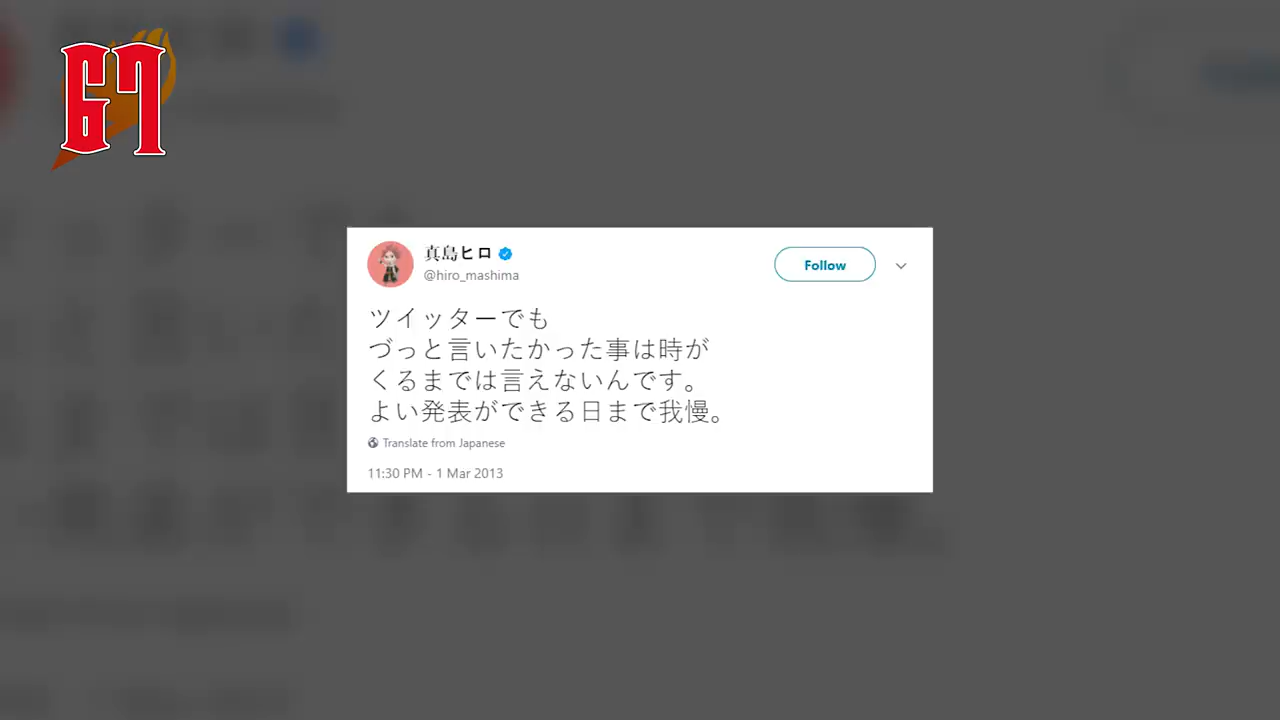 67
真島ヒロ
@hiro_mashima
Follow
ツイッターでも
づっと言いたかった事は時が
くるまでは言えないんです。
よい発表ができる日まで我慢。
Translate from Japanese
11:30 PM - 1 Mar 2013